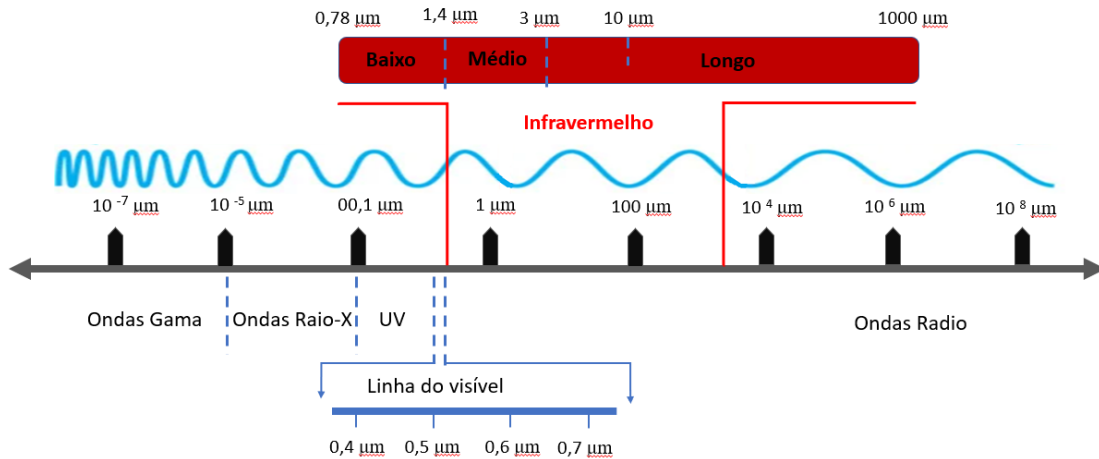 0,78 µm 1,4 µm 3 µm 10 µm 1000 µm
Baixo Médio Longo
Infravermelho
10 -7 µm 10 -5 µm 00,1 µm 1 µm 100 µm 10 4 µm 10 6 µm 10 8 µm
Ondas Gama Ondas Raio-X UV Ondas Radio
Linha do visível
0,4 µm 0,5 µm 0,6 µm 0,7 µm